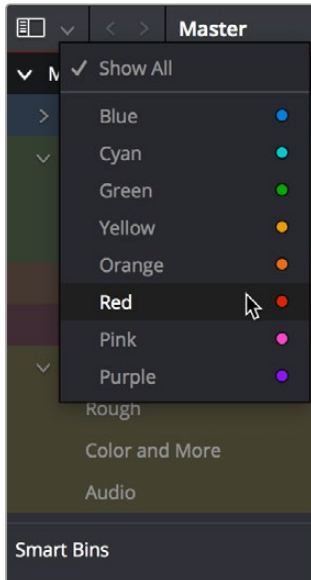 Master
M
Show All
Blue
Cyan
Green
Yellow
Orange
Red
Pink
Purple
Rough
Color and More
Audio
Smart Bins